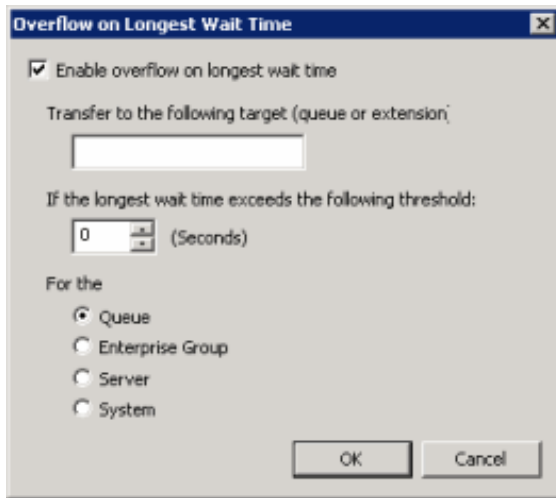 Overflow on Longest Wait Time
Enable overflow on longest wait time
Transfer to the following target (queue or extension)
If the longest wait time exceeds the following threshold:
0 (Seconds)
For the
Queue
Enterprise Group
Server
System
OK Cancel